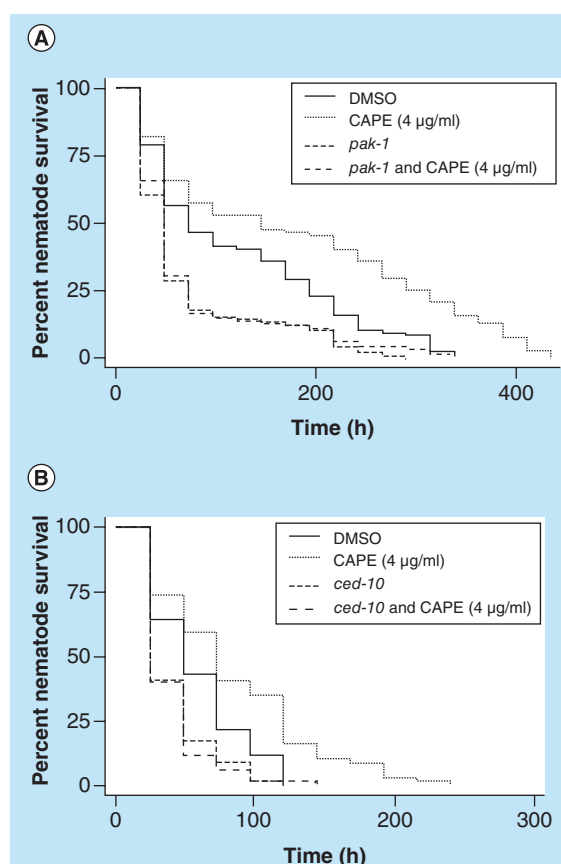 A
Percent nematode survival
100
75
50
25
0
DMSO
CAPE (4 µg/ml)
pak-1
pak-1 and CAPE (4 µg/ml)
0
200
400
Time (h)
B
Percent nematode survival
100
75
50
25
0
DMSO
CAPE (4 µg/ml)
ced-10
ced-10 and CAPE (4 µg/ml)
0
100
200
300
Time (h)